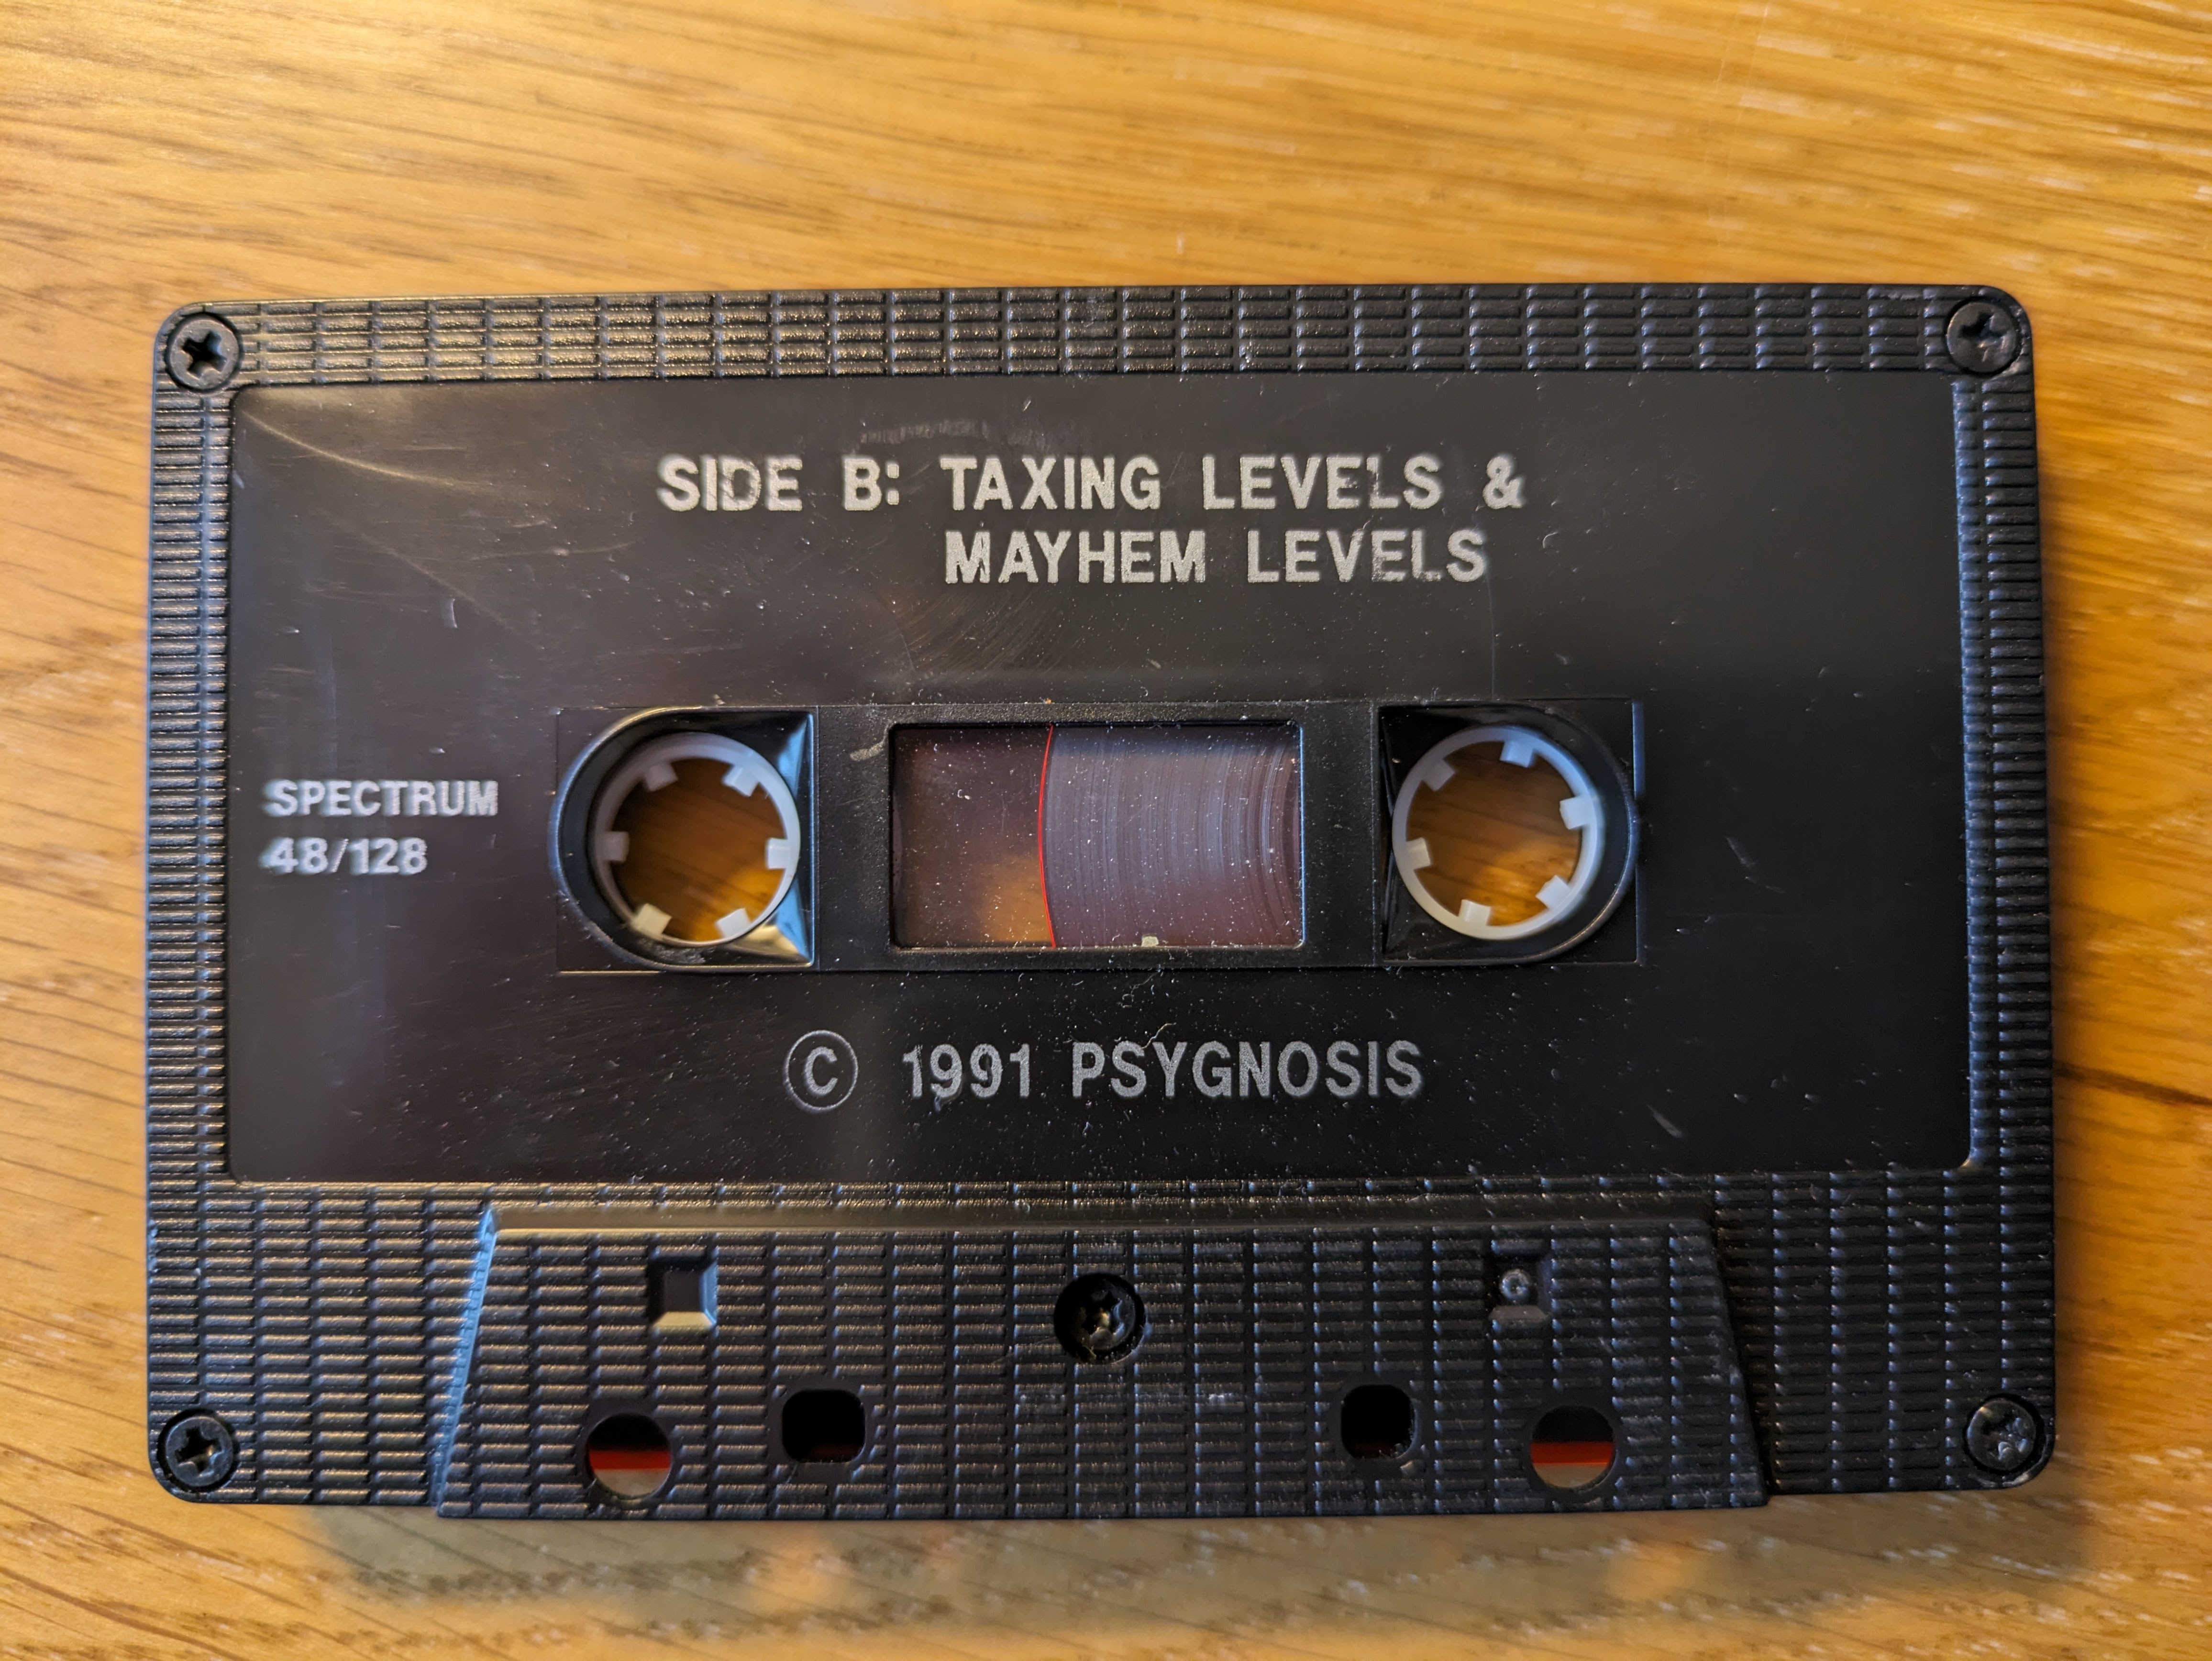 SIDE B: TAXING LEVELS &
MAYHEM LEVELS
SPECTRUM
48/128
© 1991 PSYGNOSIS